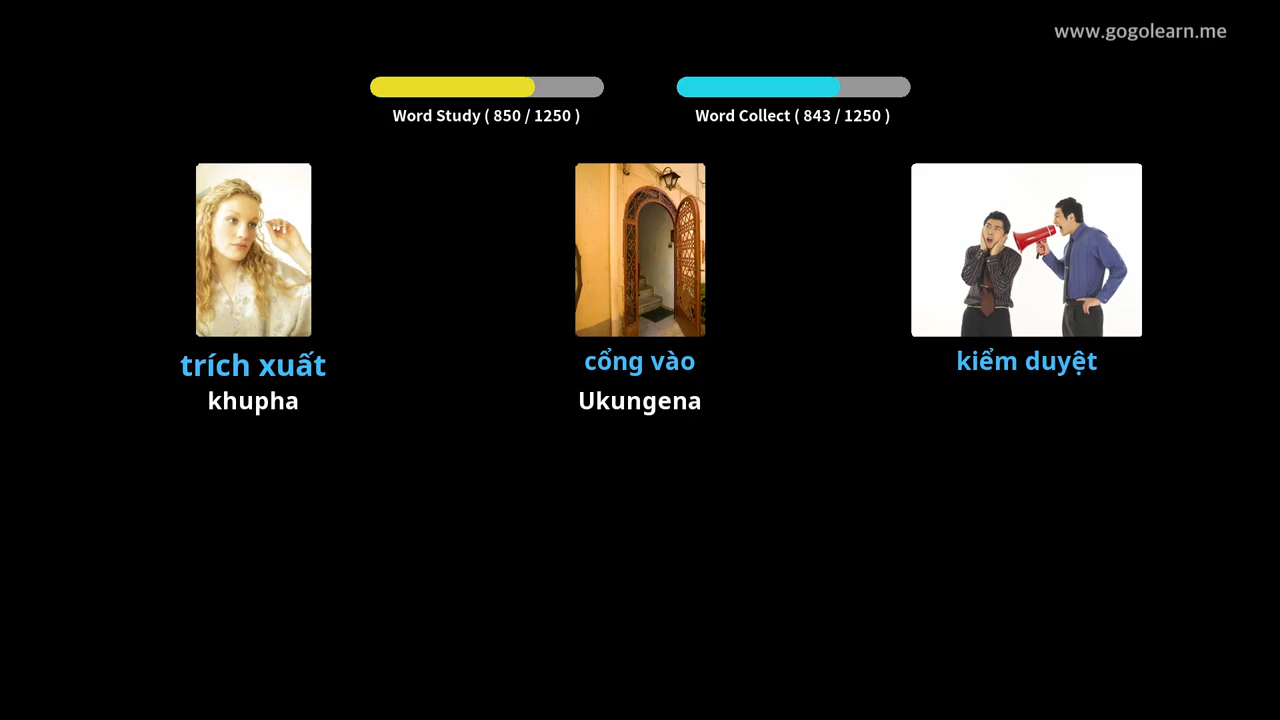 www.gogolearn.me
Word Study ( 850 / 1250 )
Word Collect ( 843 / 1250 )
trích xuất
khupha
cổng vào
Ukungena
kiểm duyệt